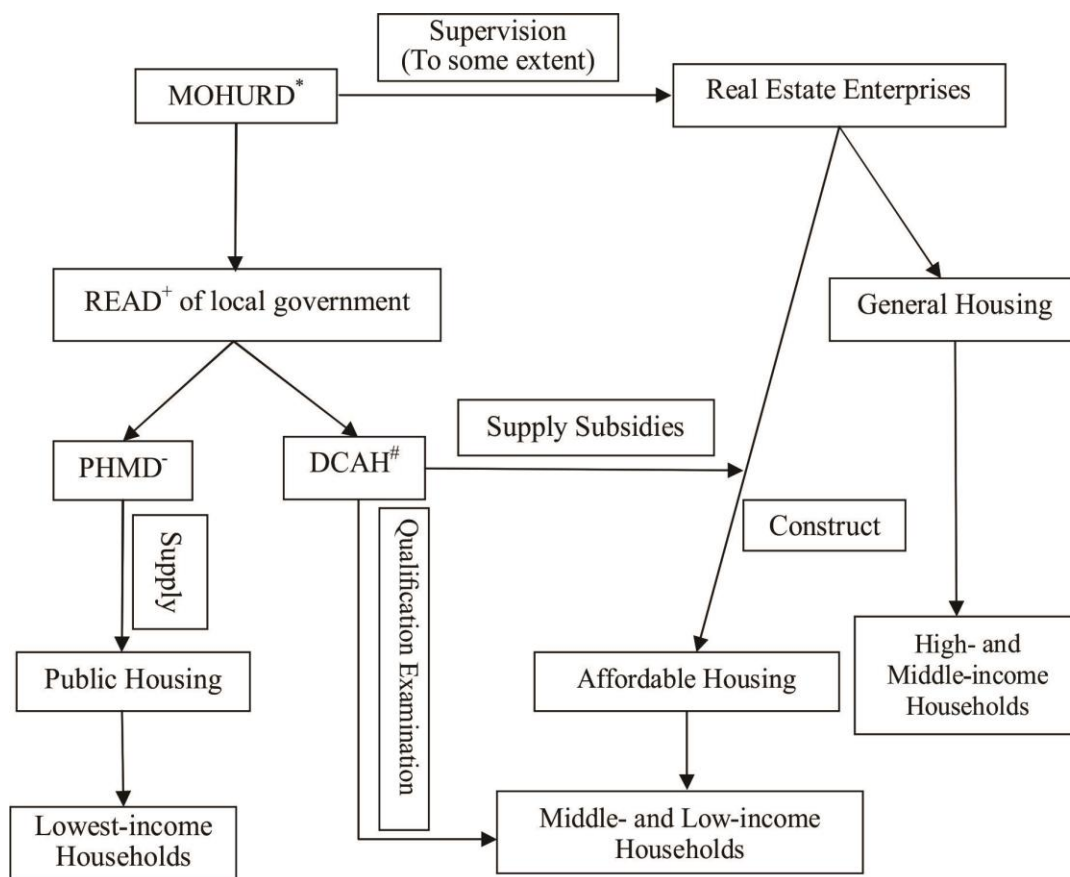 Supervision
(To some extent)
MOHURD*
Real Estate Enterprises
READ+ of local government
General Housing
Supply Subsidies
PHMD-
DCAH#
Construct
Supply
Qualification Examination
Public Housing
Affordable Housing
High- and
Middle-income
Households
Lowest-income
Households
Middle- and Low-income
Households